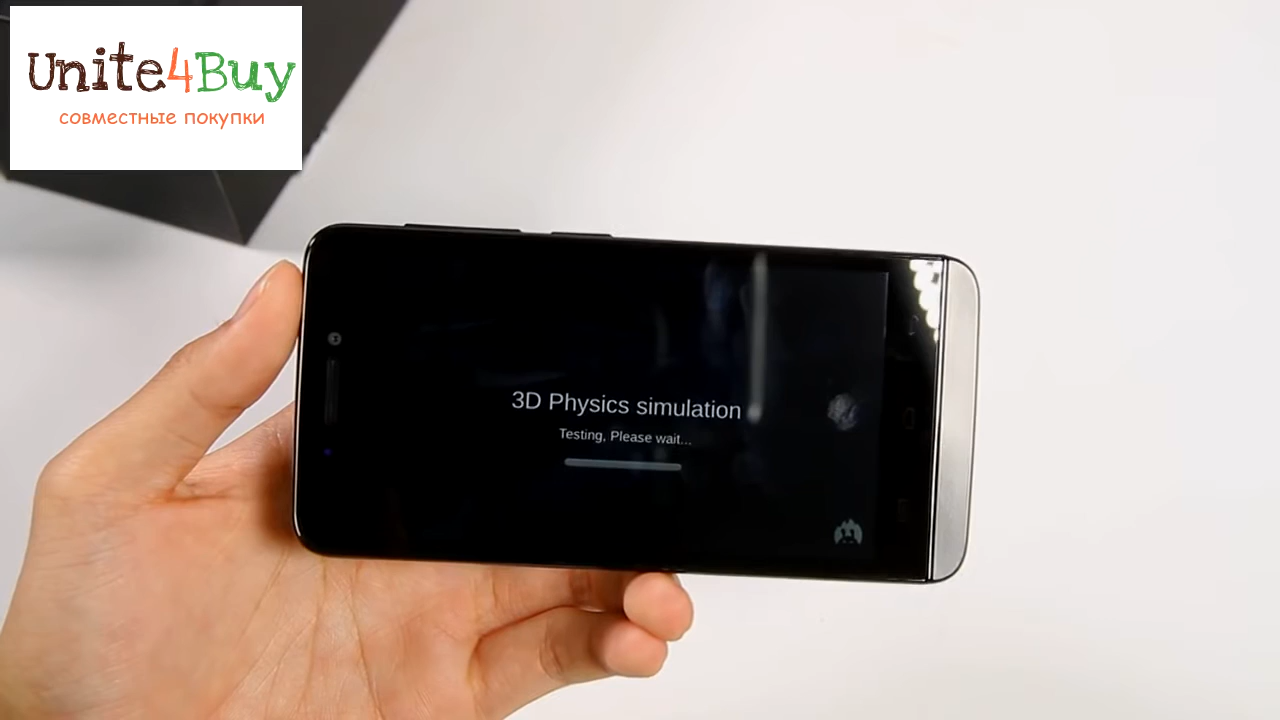 Unite4Buy
совместные покупки
3D Physics simulation
Testing, Please wait...